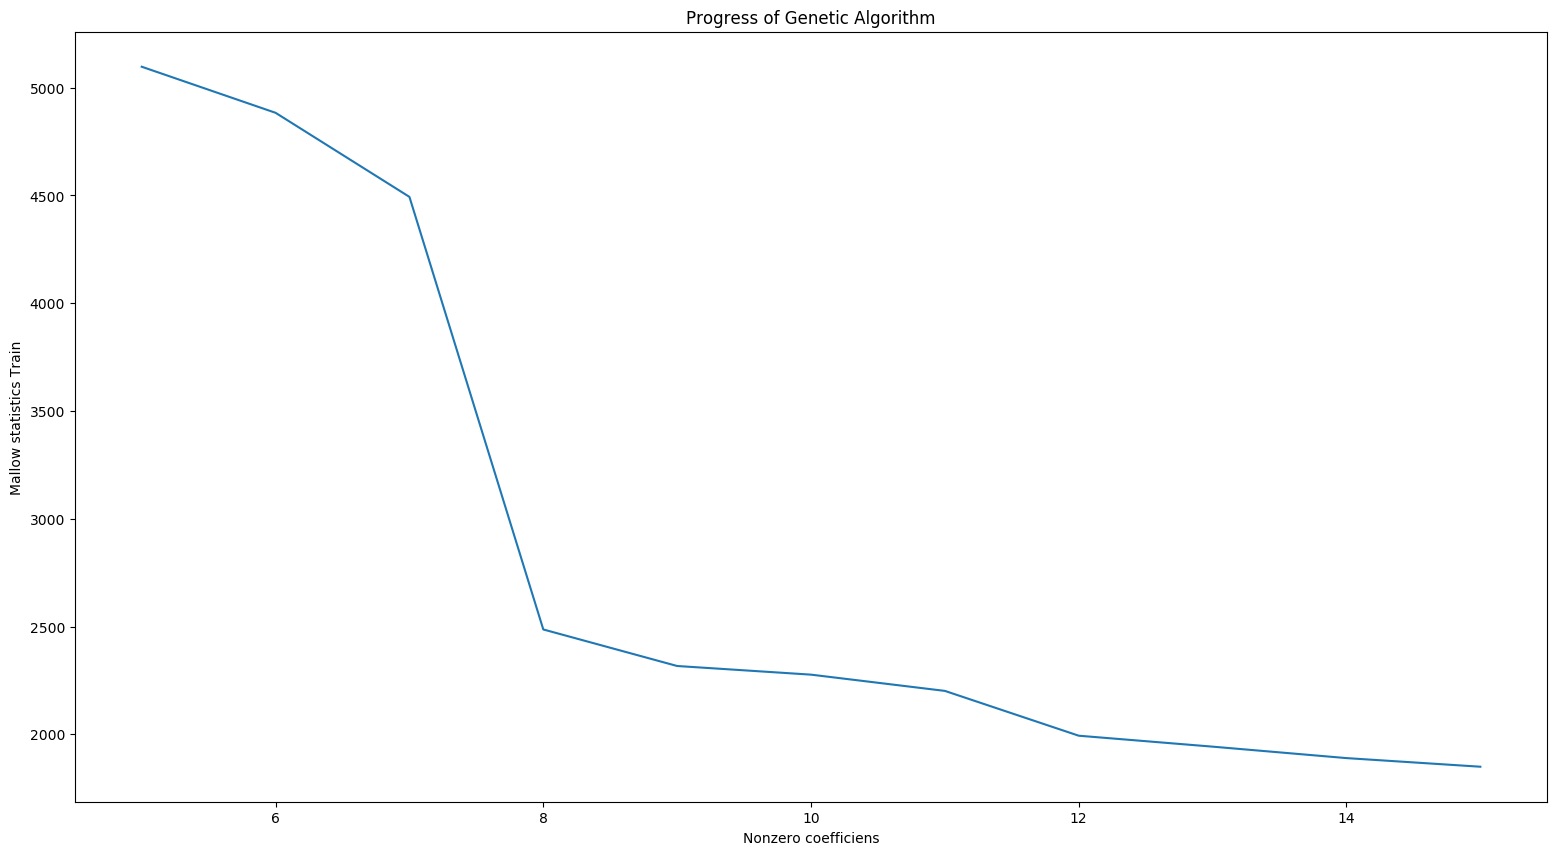 Progress of Genetic Algorithm
5000
4500
4000
3500
3000
2500
2000
Mallow statistics Train
6 8 10 12 14
Nonzero coefficiens